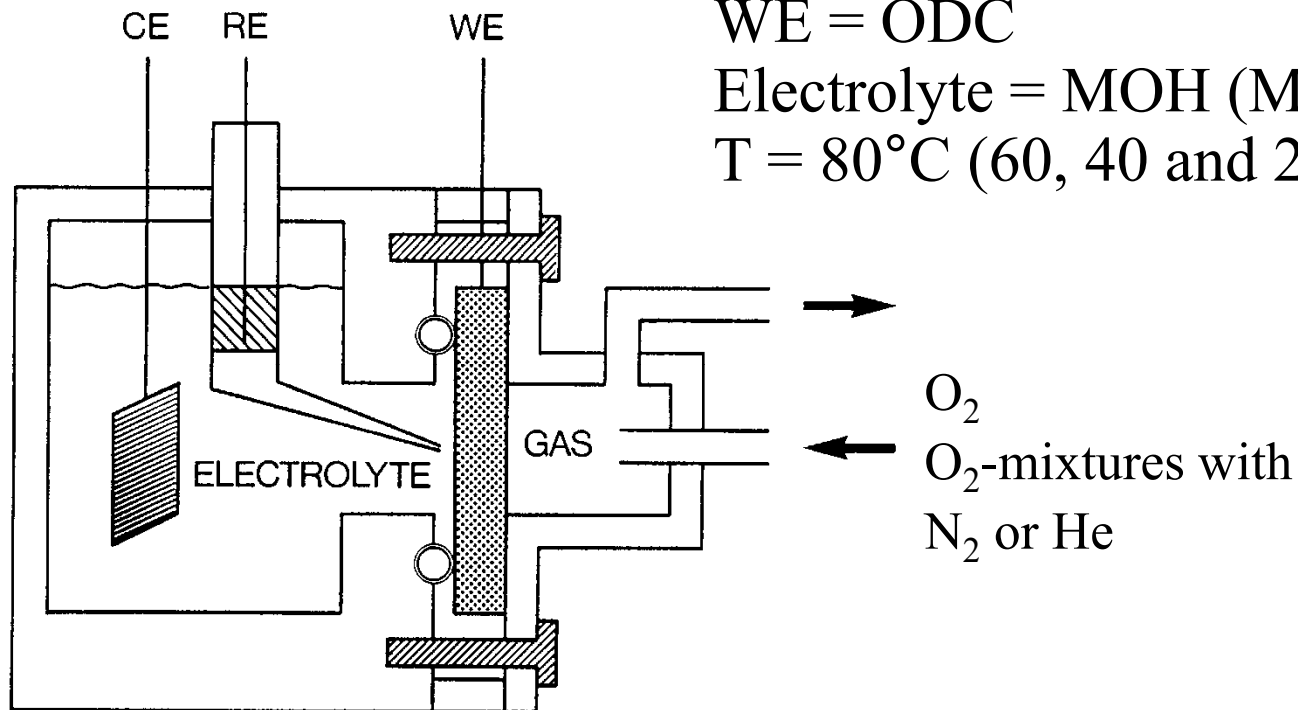 CE RE WE
WE = ODC
Electrolyte = MOH (M
T = 80°C (60, 40 and 2
ELECTROLYTE
GAS
O₂
O₂-mixtures with
N₂ or He